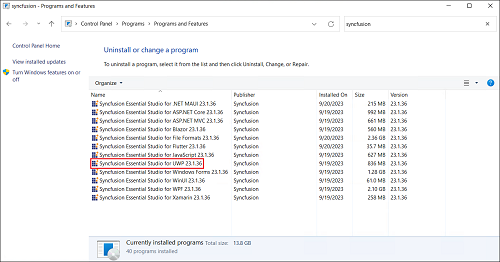 syncfusion - Programs and Features
Control Panel > Programs > Programs and Features
syncfusion
Control Panel Home
View installed updates
Turn Windows features on or off
Uninstall or change a program
To uninstall a program, select it from the list and then click Uninstall, Change, or Repair.
Organize
Name Publisher Installed On Size Version
Syncfusion Essential Studio for .NET MAUI 23.1.36 Syncfusion 9/20/2023 215 MB 23.1.36
Syncfusion Essential Studio for ASP.NET Core 23.1.36 Syncfusion 9/19/2023 992 MB 23.1.36
Syncfusion Essential Studio for ASP.NET MVC 23.1.36 Syncfusion 9/19/2023 661 MB 23.1.36
Syncfusion Essential Studio for Blazor 23.1.36 Syncfusion 9/19/2023 560 MB 23.1.36
Syncfusion Essential Studio for File Formats 23.1.36 Syncfusion 9/20/2023 2.36 GB 23.1.36
Syncfusion Essential Studio for Flutter 23.1.36 Syncfusion 9/20/2023 35.7 MB 23.1.36
Syncfusion Essential Studio for JavaScript 23.1.36 Syncfusion 9/19/2023 627 MB 23.1.36
Syncfusion Essential Studio for UWP 23.1.36 Syncfusion 9/19/2023 836 MB 23.1.36
Syncfusion Essential Studio for Windows Forms 23.1.36 Syncfusion 9/19/2023 1.28 GB 23.1.36
Syncfusion Essential Studio for WinUI 23.1.36 Syncfusion 9/19/2023 61.0 MB 23.1.36
Syncfusion Essential Studio for WPF 23.1.36 Syncfusion 9/19/2023 2.10 GB 23.1.36
Syncfusion Essential Studio for Xamarin 23.1.36 Syncfusion 9/19/2023 258 MB 23.1.36
Currently installed programs Total size: 13.8 GB
40 programs installed